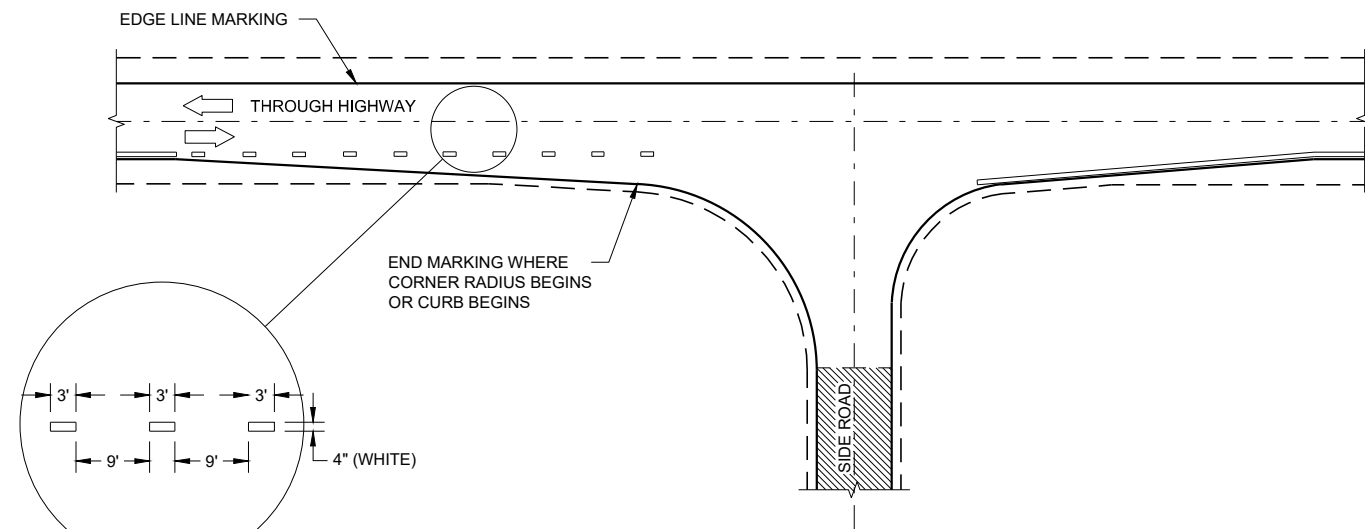 EDGE LINE MARKING
THROUGH HIGHWAY
END MARKING WHERE
CORNER RADIUS BEGINS
OR CURB BEGINS
SIDE ROAD
3' 3' 3'
9' 9'
4" (WHITE)